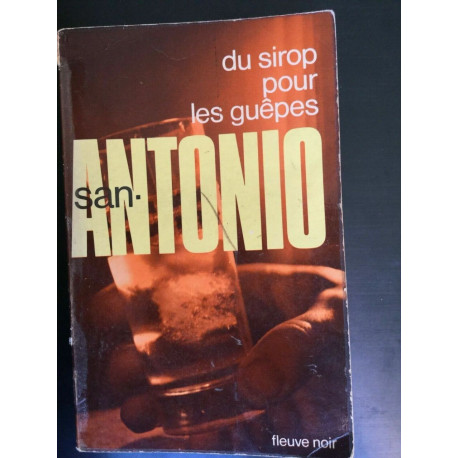 du sirop
pour
les guêpes
san-
ANTONIO
fleuve noir